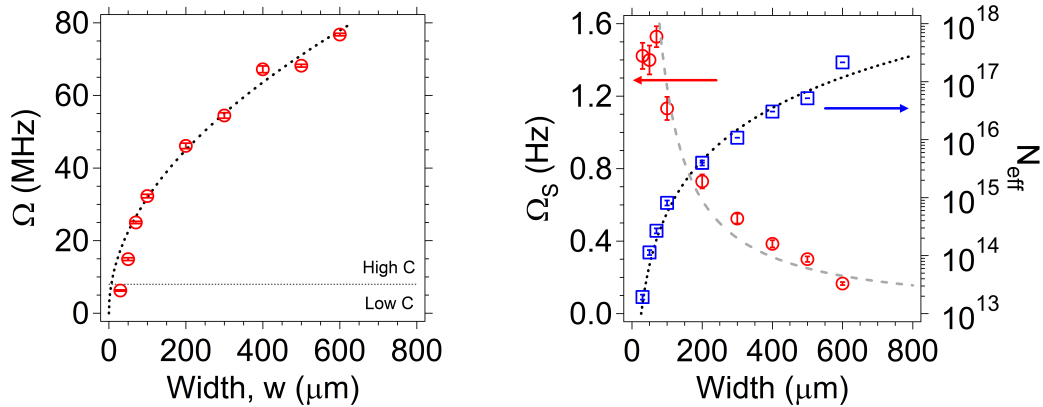 80
60
40
20
0
Ω (MHz)
High C
Low C
0 200 400 600 800
Width, w (μm)
1.6
1.2
0.8
0.4
0.0
Ω_S (Hz)
10^18
10^17
10^16
10^15
10^14
10^13
N_eff
0 200 400 600 800
Width (μm)